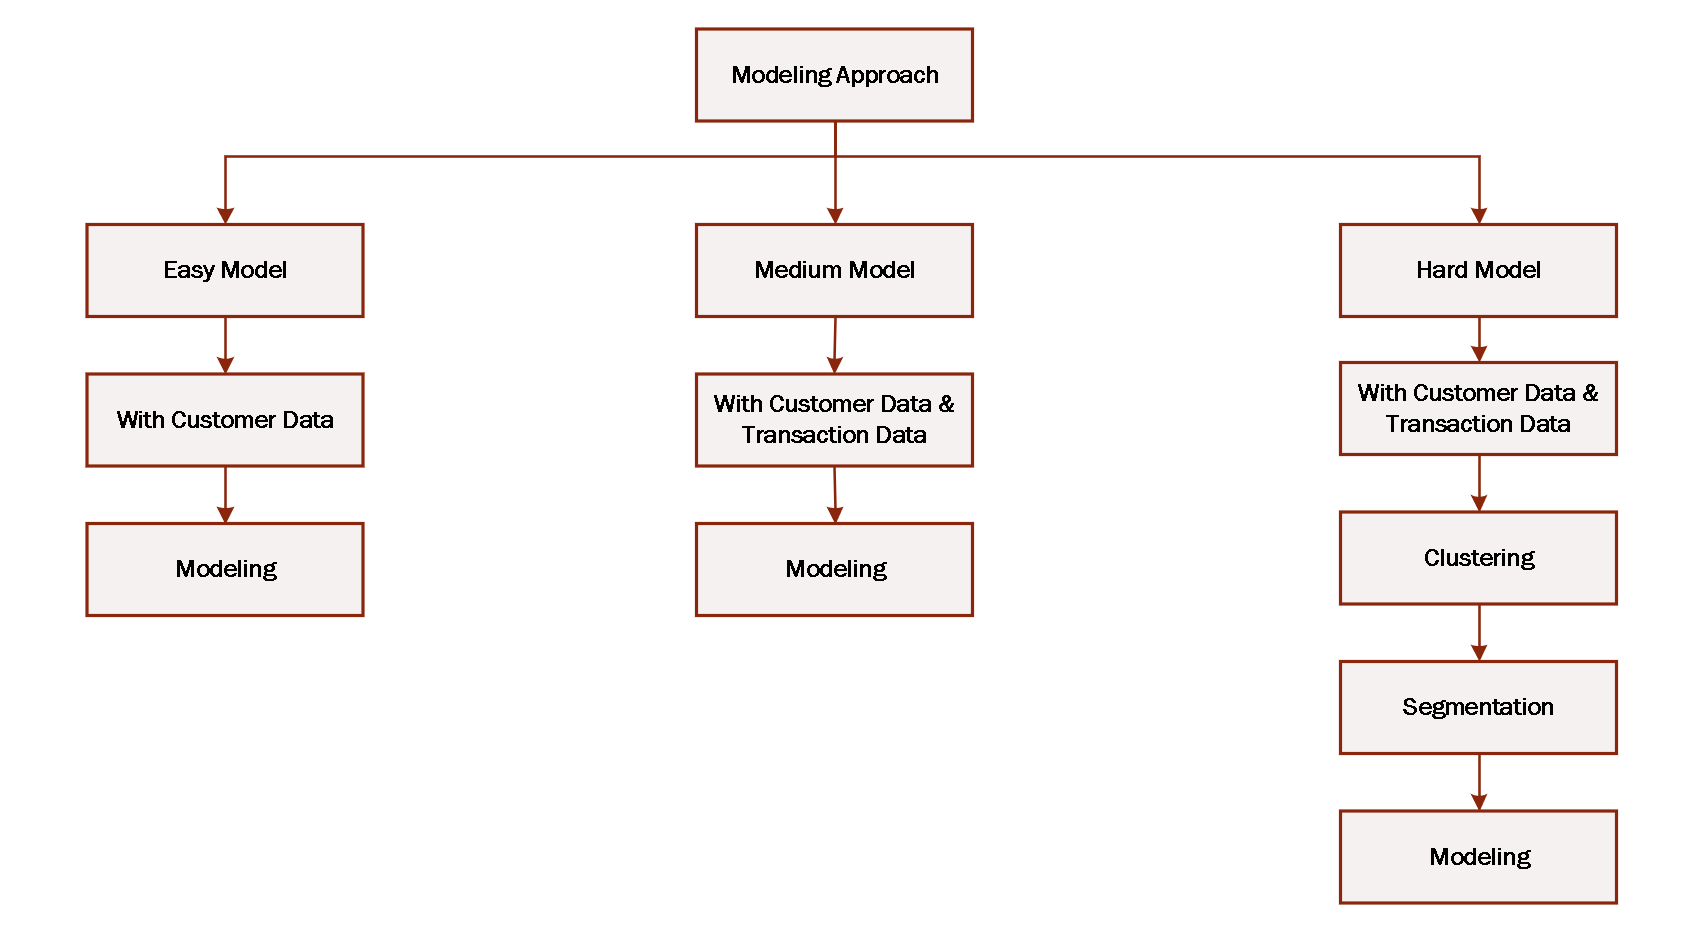 Modeling Approach
Easy Model
Medium Model
Hard Model
With Customer Data
With Customer Data &
Transaction Data
With Customer Data &
Transaction Data
Modeling
Modeling
Clustering
Segmentation
Modeling